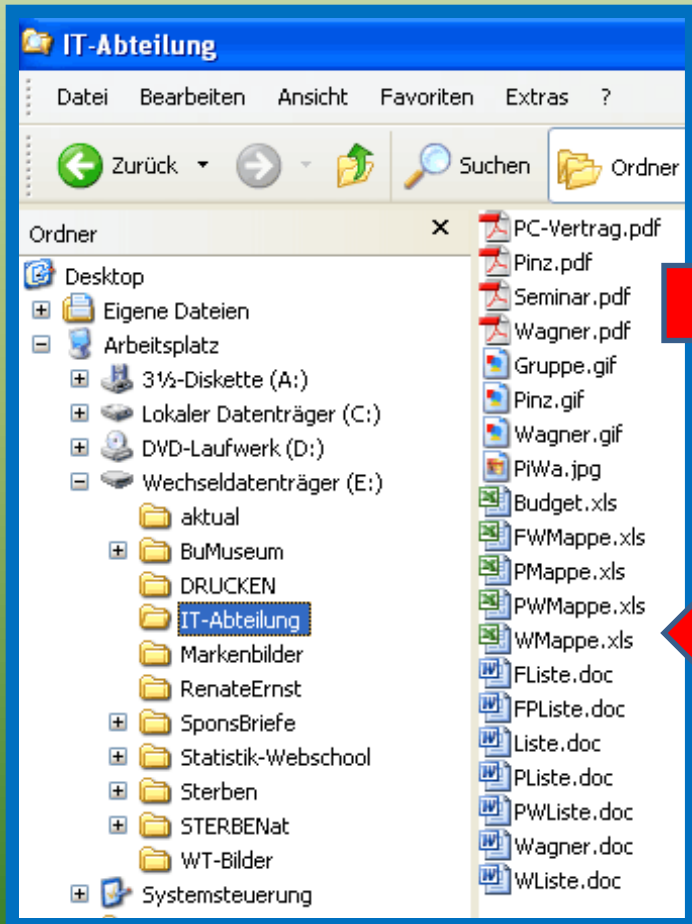 IT-Abteilung
Datei Bearbeiten Ansicht Favoriten Extras ?
Zurück Suchen Ordner
Ordner
Desktop
Eigene Dateien
Arbeitsplatz
3½-Diskette (A:)
Lokaler Datenträger (C:)
DVD-Laufwerk (D:)
Wechseldatenträger (E:)
aktual
BuMuseum
DRUCKEN
IT-Abteilung
Markenbilder
RenateErnst
SponsBriefe
Statistik-Webschool
Sterben
STERBENat
WT-Bilder
Systemsteuerung
PC-Vertrag.pdf
Pinz.pdf
Seminar.pdf
Wagner.pdf
Gruppe.gif
Pinz.gif
Wagner.gif
PiWa.jpg
Budget.xls
FWMappe.xls
PMappe.xls
PWMappe.xls
WMappe.xls
FListe.doc
FPListe.doc
Liste.doc
PListe.doc
PWListe.doc
Wagner.doc
WListe.doc